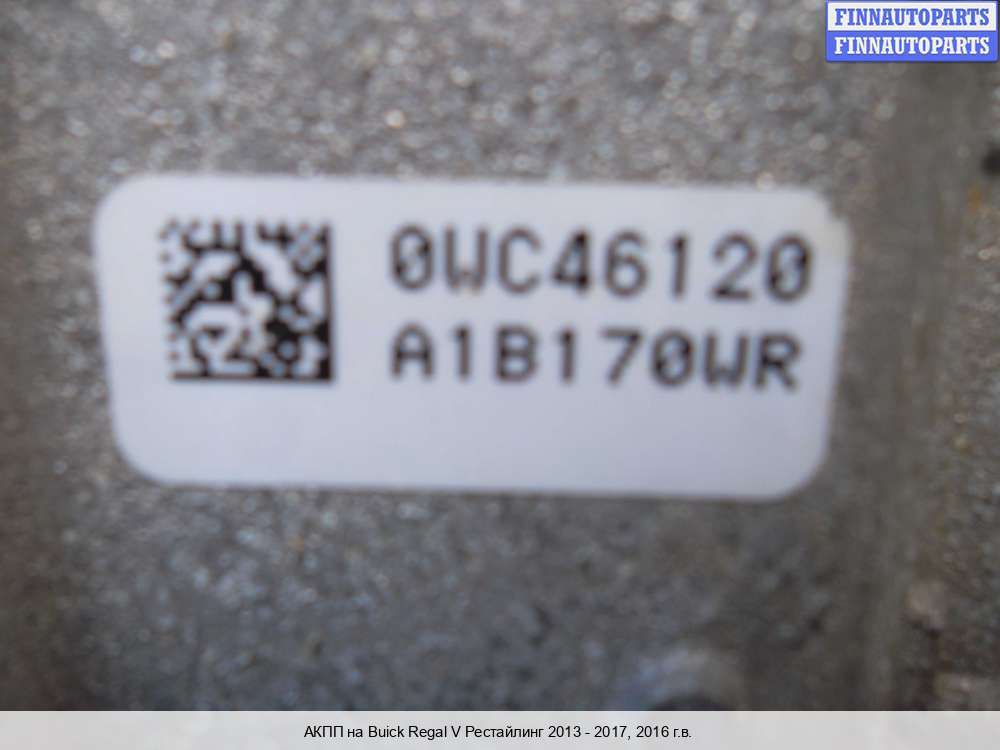 FINNAUTOPARTS
FINNAUTOPARTS
0WC46120
A1B170WR
АКПП на Buick Regal V Рестайлинг 2013 - 2017, 2016 г.в.